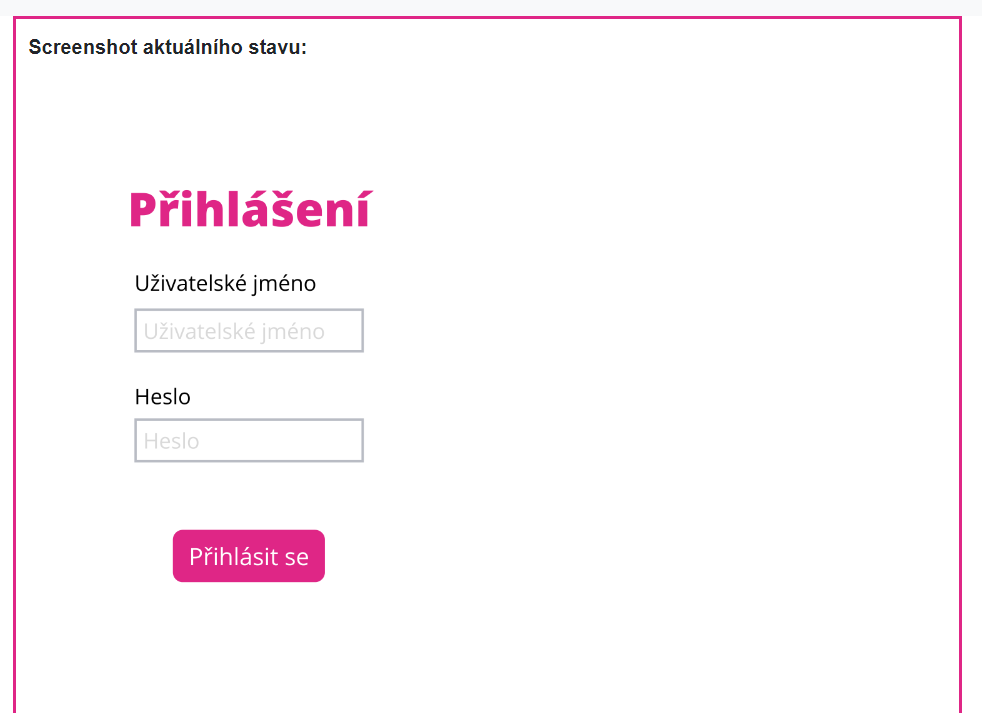 Screenshot aktuálního stavu:
Přihlášení
Uživatelské jméno
Uživatelské jméno
Heslo
Heslo
Přihlásit se